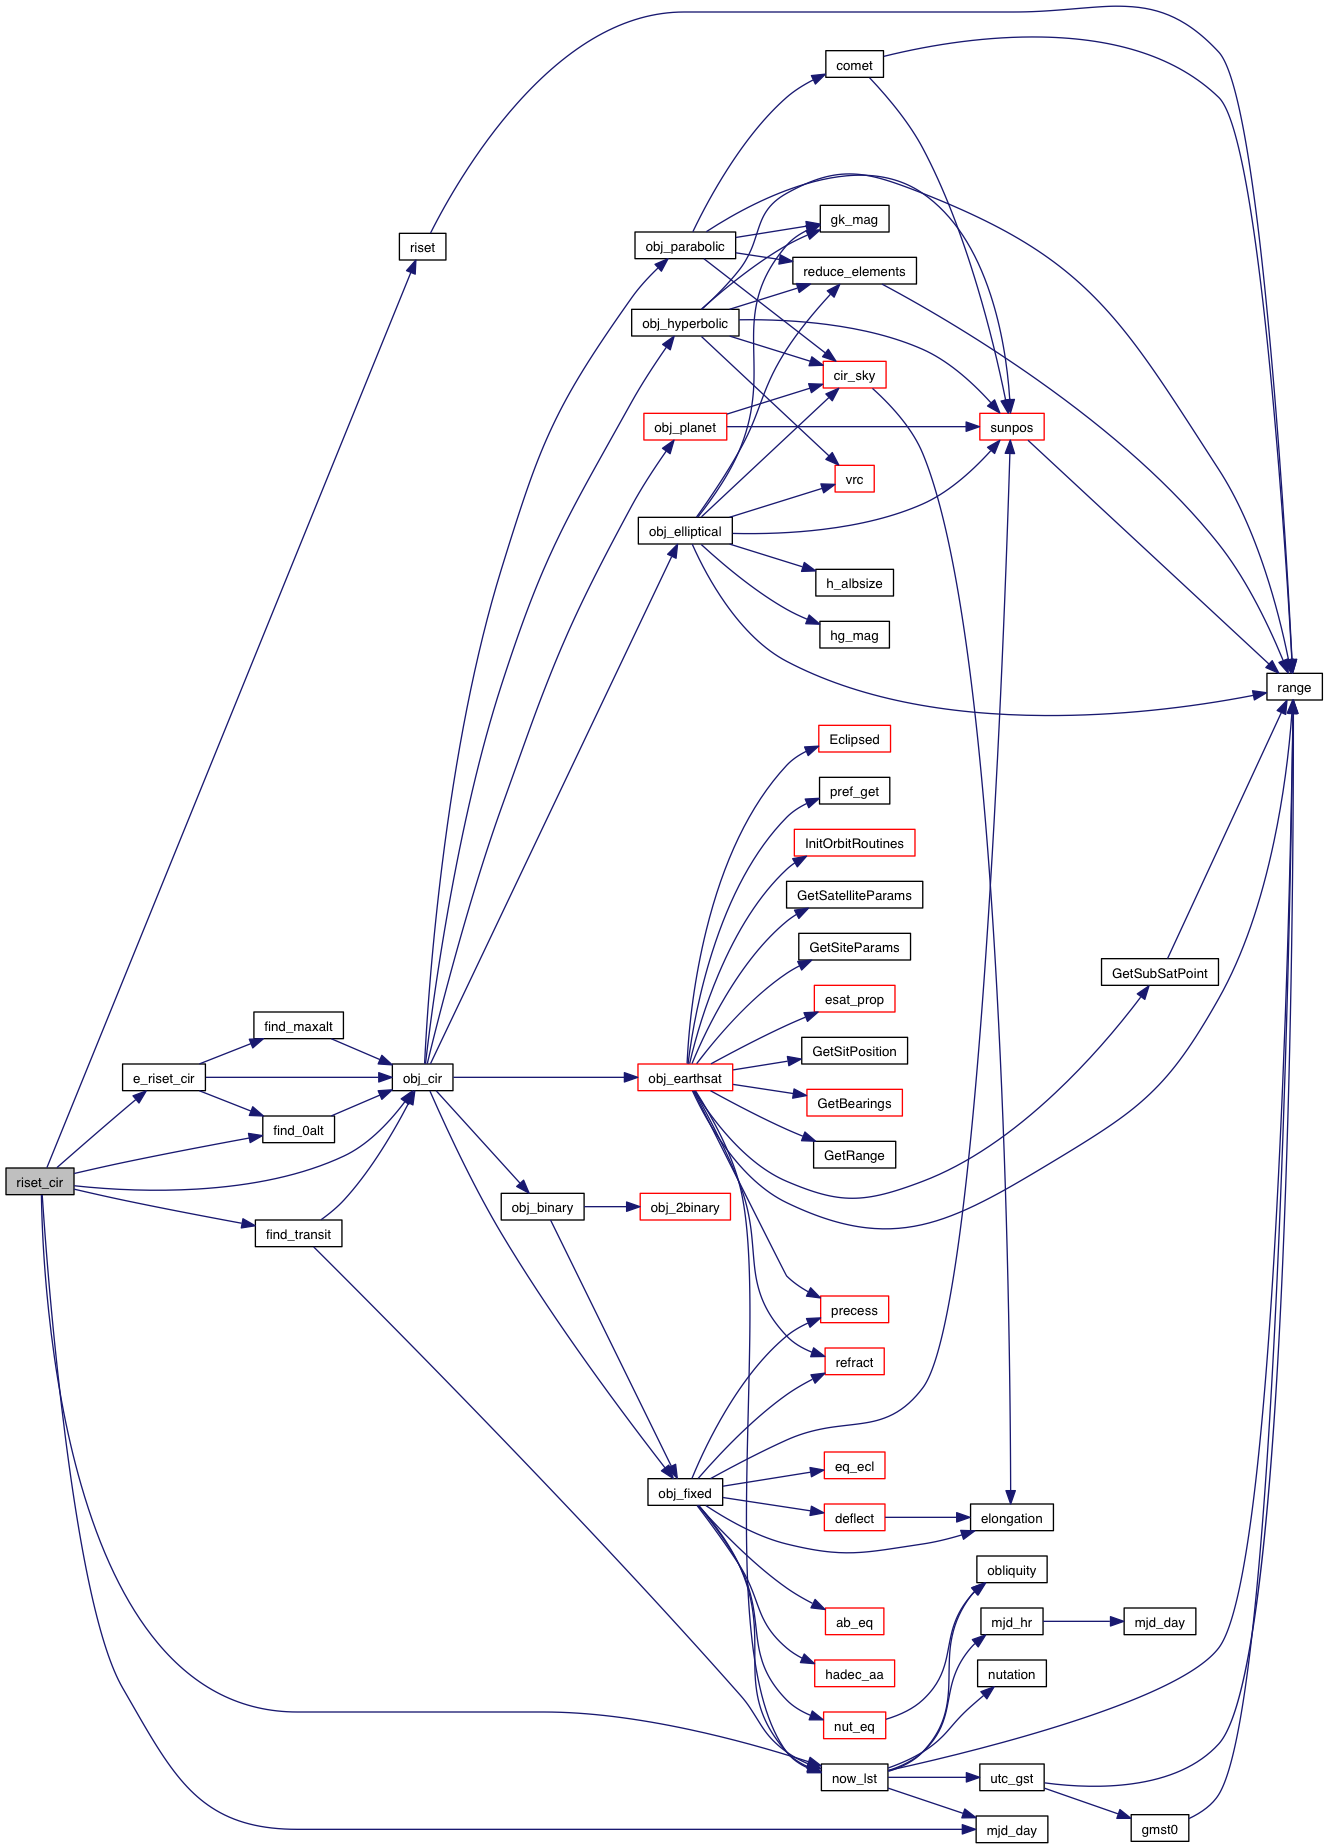 comet
gk_mag
riset
obj_parabolic
reduce_elements
obj_hyperbolic
cir_sky
obj_planet
sunpos
vrc
obj_elliptical
h_albsize
hg_mag
range
Eclipsed
pref_get
InitOrbitRoutines
GetSatelliteParams
GetSiteParams
GetSubSatPoint
esat_prop
find_maxalt
GetSitPosition
e_riset_cir
obj_cir
obj_earthsat
GetBearings
find_0alt
GetRange
riset_cir
obj_binary
obj_2binary
find_transit
precess
refract
eq_ecl
obj_fixed
deflect
elongation
obliquity
ab_eq
mjd_hr
mjd_day
hadec_aa
nutation
nut_eq
now_lst
utc_gst
mjd_day
gmst0